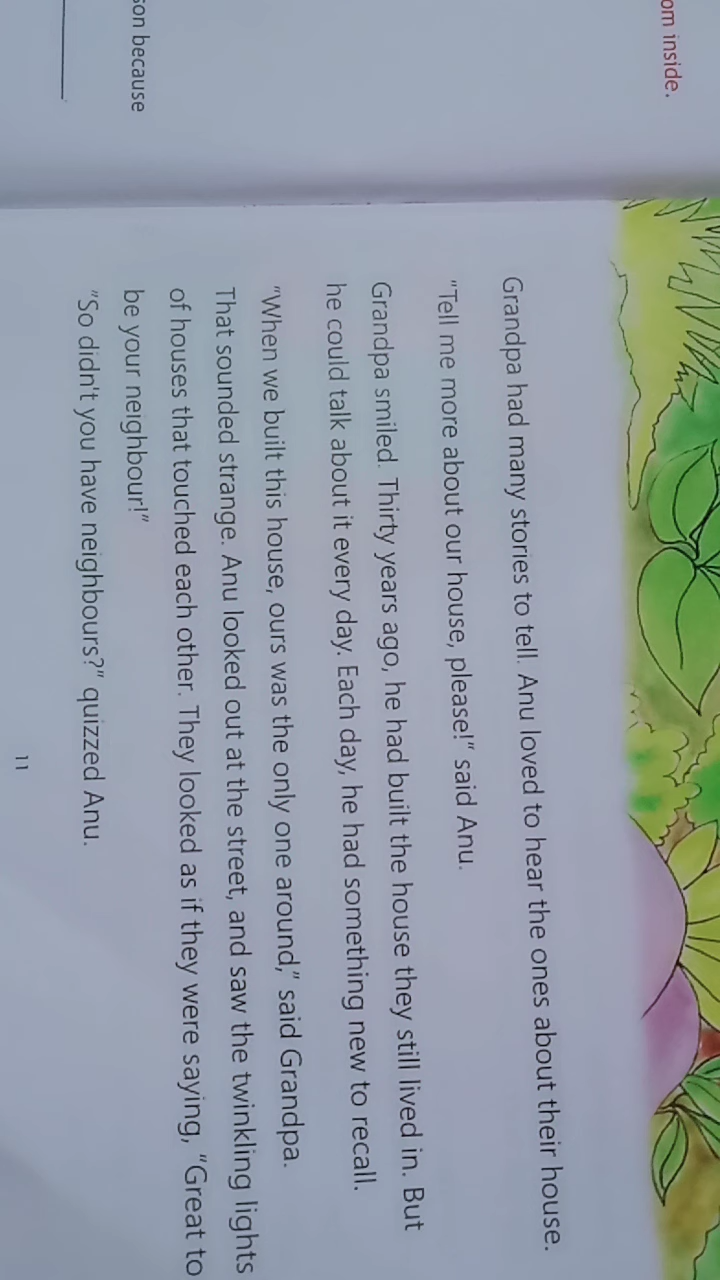 om inside.
son because
Grandpa had many stories to tell. Anu loved to hear the ones about their house.
"Tell me more about our house, please!" said Anu.
Grandpa smiled. Thirty years ago, he had built the house they still lived in. But
he could talk about it every day. Each day, he had something new to recall.
"When we built this house, ours was the only one around," said Grandpa.
That sounded strange. Anu looked out at the street, and saw the twinkling lights
of houses that touched each other. They looked as if they were saying, "Great to
be your neighbour!"
"So didn't you have neighbours?" quizzed Anu.
11